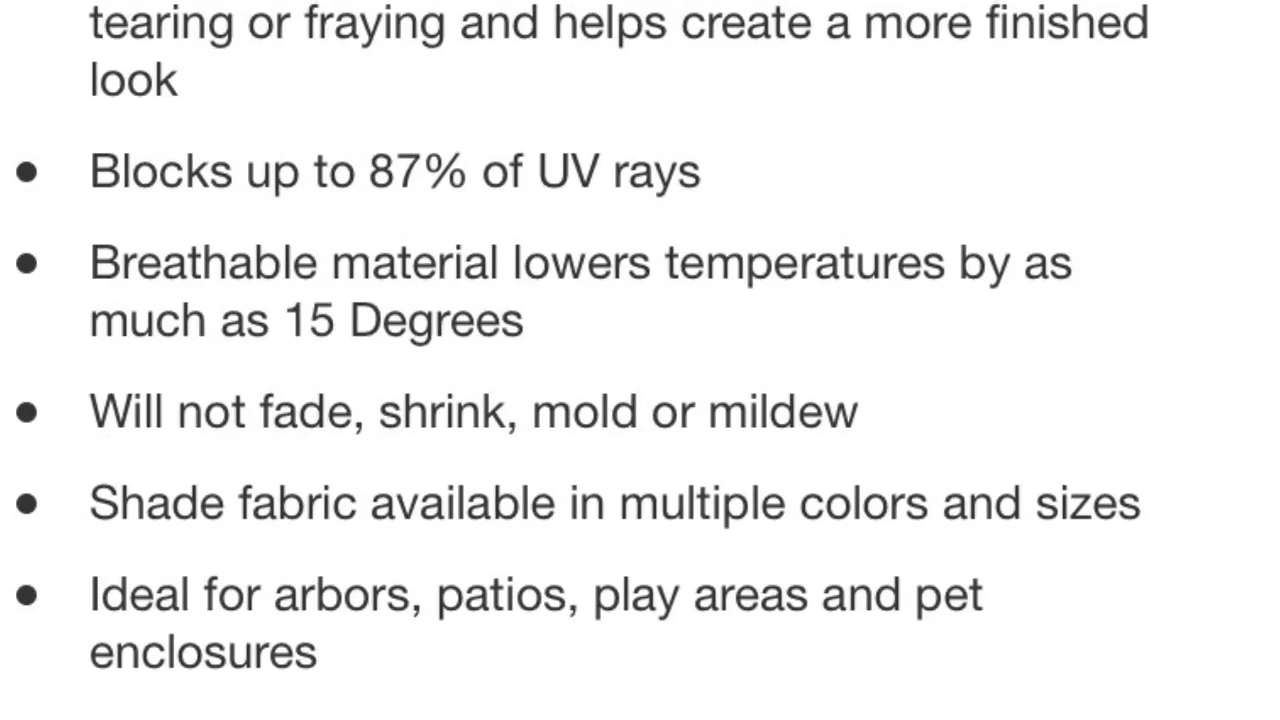 tearing or fraying and helps create a more finished
look
● Blocks up to 87% of UV rays
● Breathable material lowers temperatures by as
much as 15 Degrees
● Will not fade, shrink, mold or mildew
● Shade fabric available in multiple colors and sizes
● Ideal for arbors, patios, play areas and pet
enclosures